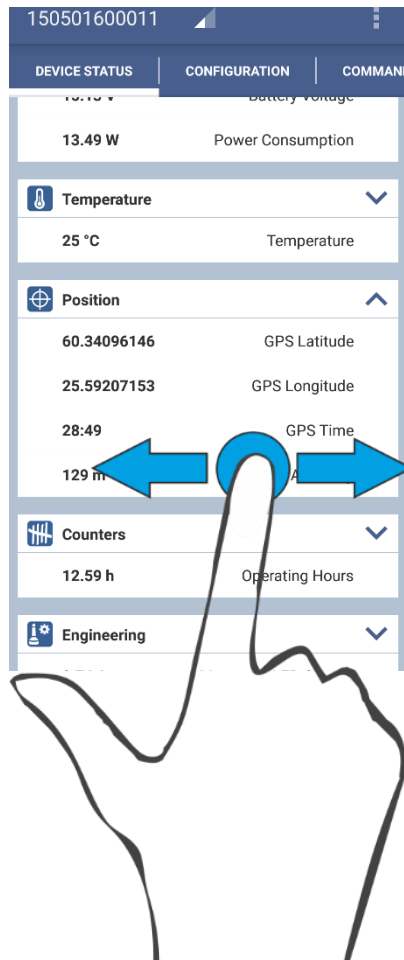 150501600011
DEVICE STATUS CONFIGURATION
13.49 W Power Consumption
Temperature
25 °C Temperature
Position
60.34096146 GPS Latitude
25.59207153 GPS Longitude
28:49 GPS Time
129 m
Counters
12.59 h Operating Hours
Engineering